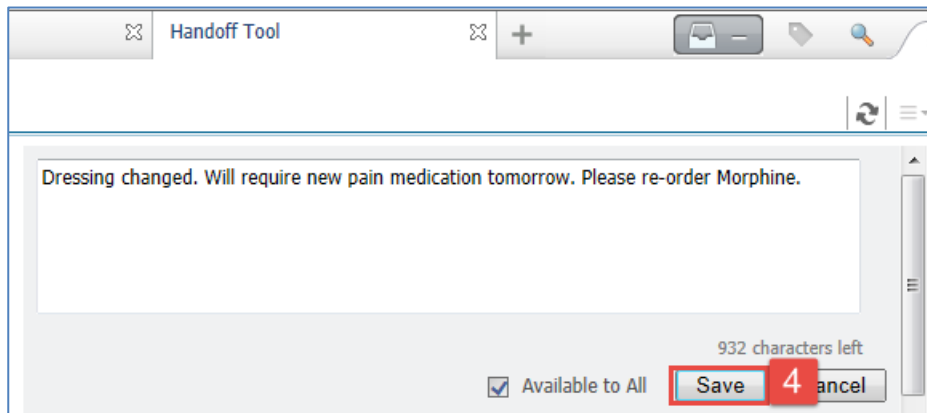 Handoff Tool
Dressing changed. Will require new pain medication tomorrow. Please re-order Morphine.
932 characters left
Available to All Save 4 ancel